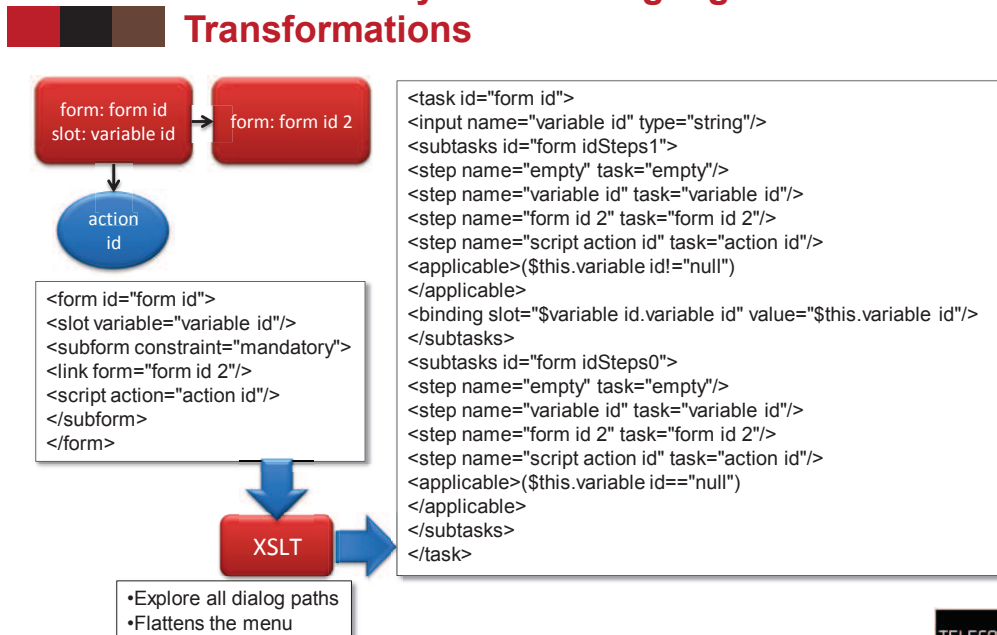 Transformations
form: form id
slot: variable id
form: form id 2
action
id
<form id="form id">
<slot variable="variable id"/>
<subform constraint="mandatory">
<link form="form id 2"/>
<script action="action id"/>
</subform>
</form>
XSLT
•Explore all dialog paths
•Flattens the menu
<task id="form id">
<input name="variable id" type="string"/>
<subtasks id="form idSteps1">
<step name="empty" task="empty"/>
<step name="variable id" task="variable id"/>
<step name="form id 2" task="form id 2"/>
<step name="script action id" task="action id"/>
<applicable>($this.variable id!="null")
</applicable>
<binding slot="$variable id.variable id" value="$this.variable id"/>
</subtasks>
<subtasks id="form idSteps0">
<step name="empty" task="empty"/>
<step name="variable id" task="variable id"/>
<step name="form id 2" task="form id 2"/>
<step name="script action id" task="action id"/>
<applicable>($this.variable id=="null")
</applicable>
</subtasks>
</task>